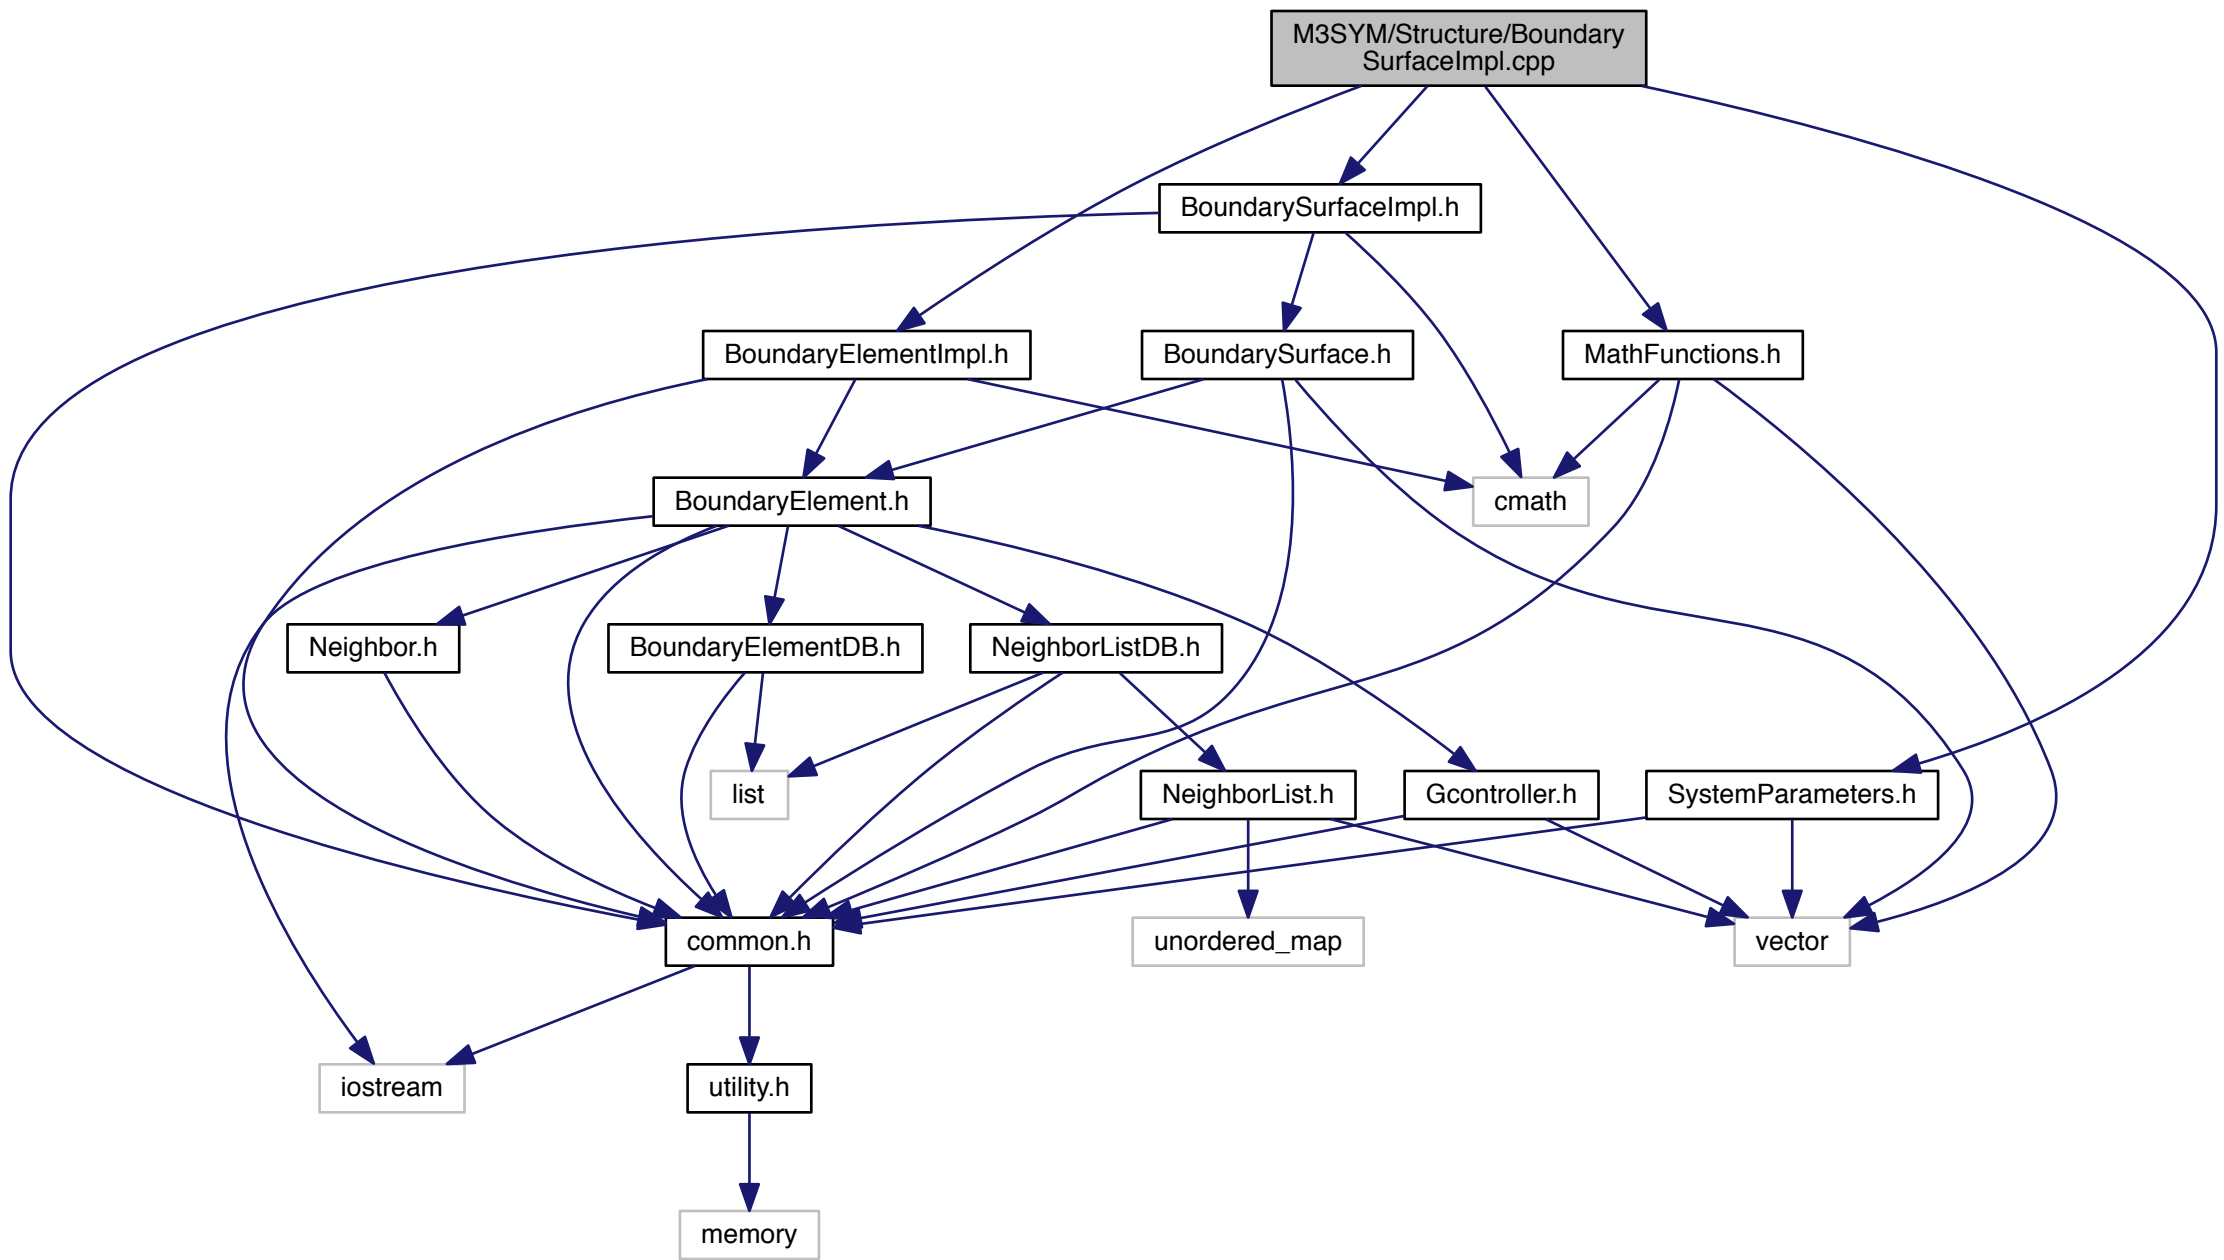 M3SYM/Structure/Boundary
SurfaceImpl.cpp
BoundarySurfaceImpl.h
BoundaryElementImpl.h
BoundarySurface.h
MathFunctions.h
BoundaryElement.h
cmath
Neighbor.h
BoundaryElementDB.h
NeighborListDB.h
list
NeighborList.h
Gcontroller.h
SystemParameters.h
common.h
unordered_map
vector
iostream
utility.h
memory